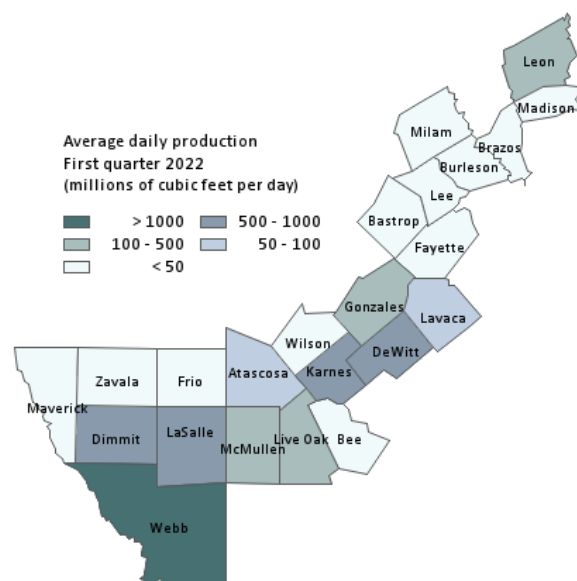 Leon
Madison
Milam
Brazos
Average daily production
First quarter 2022
(millions of cubic feet per day)
Burleson
Lee
> 1000
500 - 1000
100 - 500
50 - 100
< 50
Bastrop
Fayette
Gonzales
Lavaca
Wilson
DeWitt
Zavala
Frio
Atascosa
Karnes
Maverick
Dimmit
LaSalle
McMullen
Live Oak
Bee
Webb